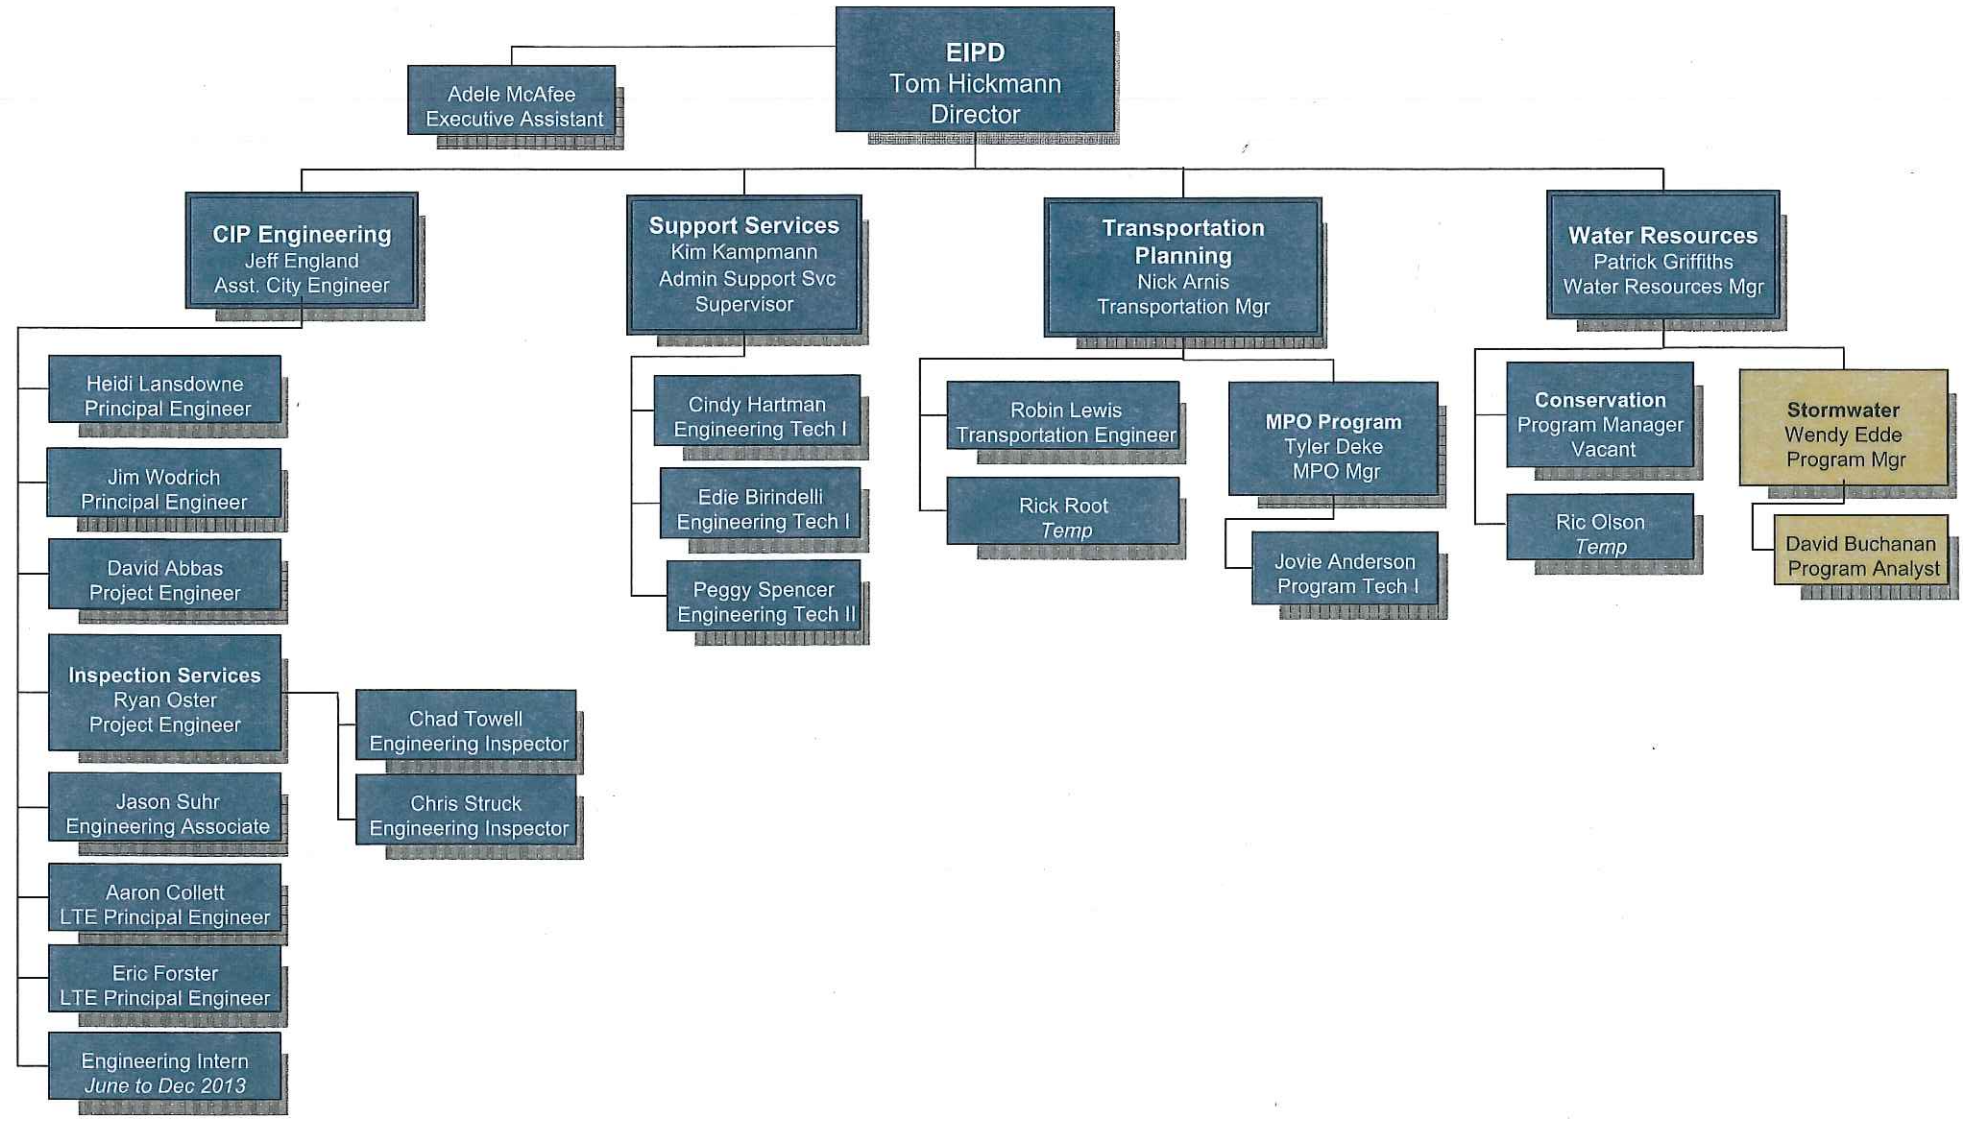 EIPD
Tom Hickmann
Director
Adele McAfee
Executive Assistant
CIP Engineering
Jeff England
Asst. City Engineer
Heidi Lansdowne
Principal Engineer
Jim Wodrich
Principal Engineer
David Abbas
Project Engineer
Inspection Services
Ryan Oster
Project Engineer
Chad Towell
Engineering Inspector
Chris Struck
Engineering Inspector
Jason Suhr
Engineering Associate
Aaron Collett
LTE Principal Engineer
Eric Forster
LTE Principal Engineer
Engineering Intern
June to Dec 2013
Support Services
Kim Kampmann
Admin Support Svc
Supervisor
Cindy Hartman
Engineering Tech I
Edie Birindelli
Engineering Tech I
Peggy Spencer
Engineering Tech II
Transportation
Planning
Nick Arnis
Transportation Mgr
Robin Lewis
Transportation Engineer
Rick Root
Temp
MPO Program
Tyler Deke
MPO Mgr
Jovie Anderson
Program Tech I
Water Resources
Patrick Griffiths
Water Resources Mgr
Conservation
Program Manager
Vacant
Ric Olson
Temp
Stormwater
Wendy Edde
Program Mgr
David Buchanan
Program Analyst